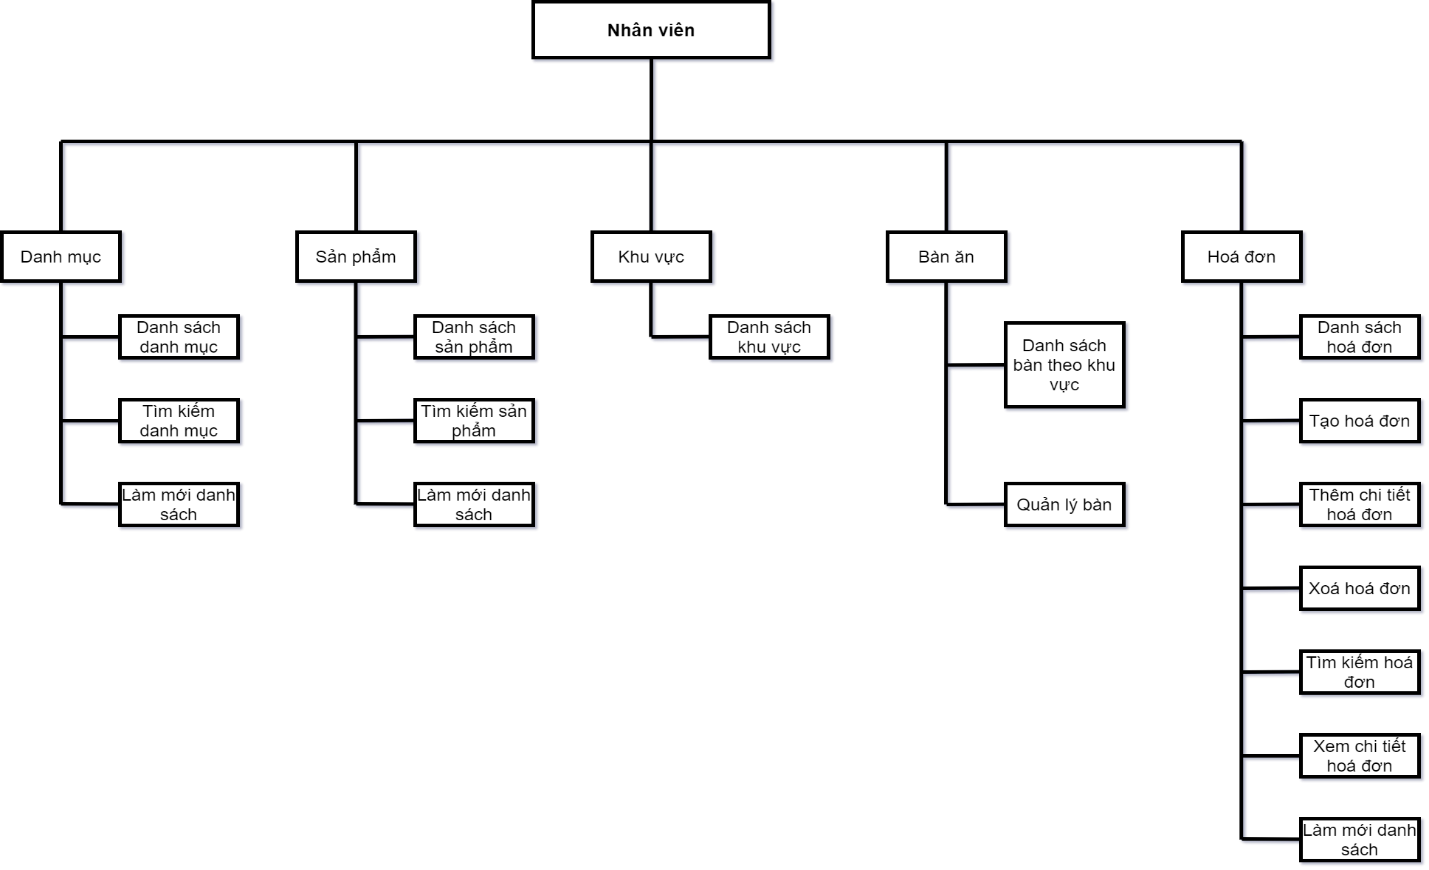 Nhân viên
Danh mục
Sản phẩm
Khu vực
Bàn ăn
Hoá đơn
Danh sách
danh mục
Tìm kiếm
danh mục
Làm mới danh
sách
Danh sách
sản phẩm
Tìm kiếm sản
phẩm
Làm mới danh
sách
Danh sách
khu vực
Danh sách
bàn theo khu
vực
Quản lý bàn
Danh sách
hoá đơn
Tạo hoá đơn
Thêm chi tiết
hoá đơn
Xoá hoá đơn
Tìm kiếm hoá
đơn
Xem chi tiết
hoá đơn
Làm mới danh
sách